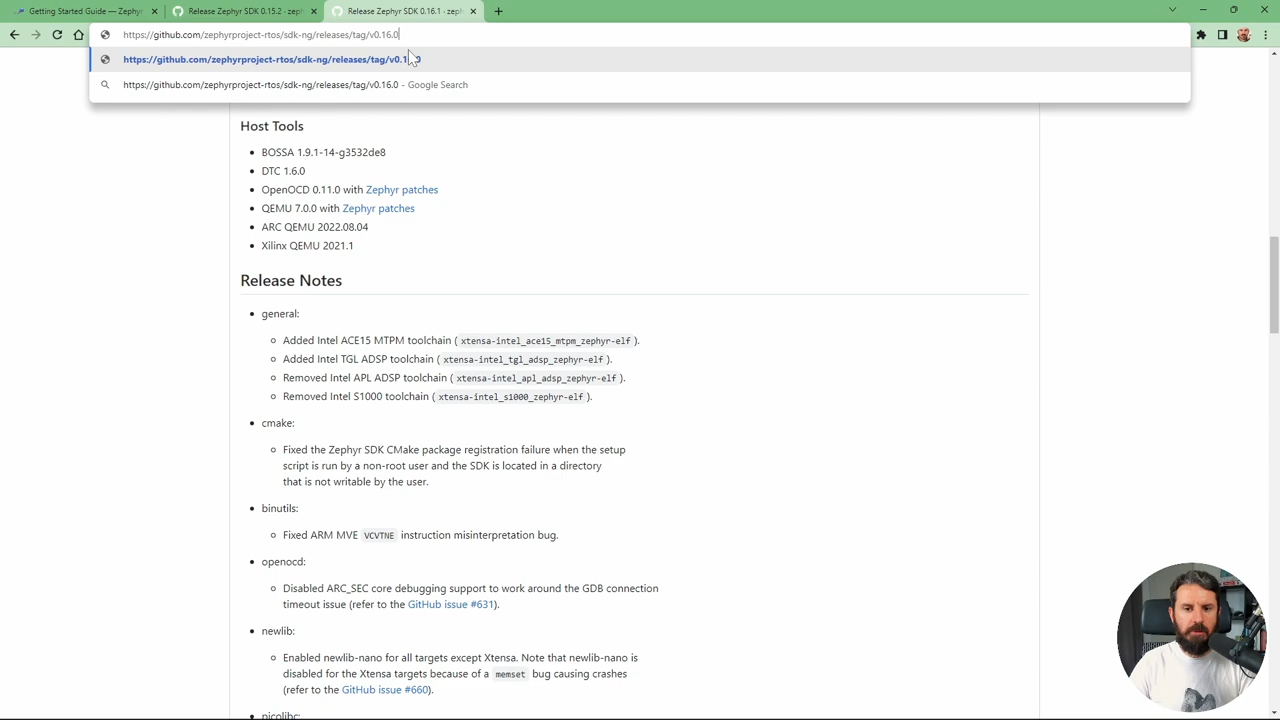 Getting Started Guide — Zephyr
Release Zephyr SDK 0.15.2 · zeph
Release Zephyr SDK 0.16.1 · zeph
https://github.com/zephyrproject-rtos/sdk-ng/releases/tag/v0.16.0
https://github.com/zephyrproject-rtos/sdk-ng/releases/tag/v0.1
https://github.com/zephyrproject-rtos/sdk-ng/releases/tag/v0.16.0 - Google Search
Host Tools
• BOSSA 1.9.1-14-g3532de8
• DTC 1.6.0
• OpenOCD 0.11.0 with Zephyr patches
• QEMU 7.0.0 with Zephyr patches
• ARC QEMU 2022.08.04
• Xilinx QEMU 2021.1
Release Notes
• general:
◦ Added Intel ACE15 MTPM toolchain ( xtensa-intel_ace15_mtpm_zephyr-elf ).
◦ Added Intel TGL ADSP toolchain ( xtensa-intel_tgl_adsp_zephyr-elf ).
◦ Removed Intel APL ADSP toolchain ( xtensa-intel_apl_adsp_zephyr-elf ).
◦ Removed Intel S1000 toolchain ( xtensa-intel_s1000_zephyr-elf ).
• cmake:
◦ Fixed the Zephyr SDK CMake package registration failure when the setup
script is run by a non-root user and the SDK is located in a directory
that is not writable by the user.
• binutils:
◦ Fixed ARM MVE VCVTNE instruction misinterpretation bug.
• openocd:
◦ Disabled ARC_SEC core debugging support to work around the GDB connection
timeout issue (refer to the GitHub issue #631).
• newlib:
◦ Enabled newlib-nano for all targets except Xtensa. Note that newlib-nano is
disabled for the Xtensa targets because of a memset bug causing crashes
(refer to the GitHub issue #660).
• picolibc: